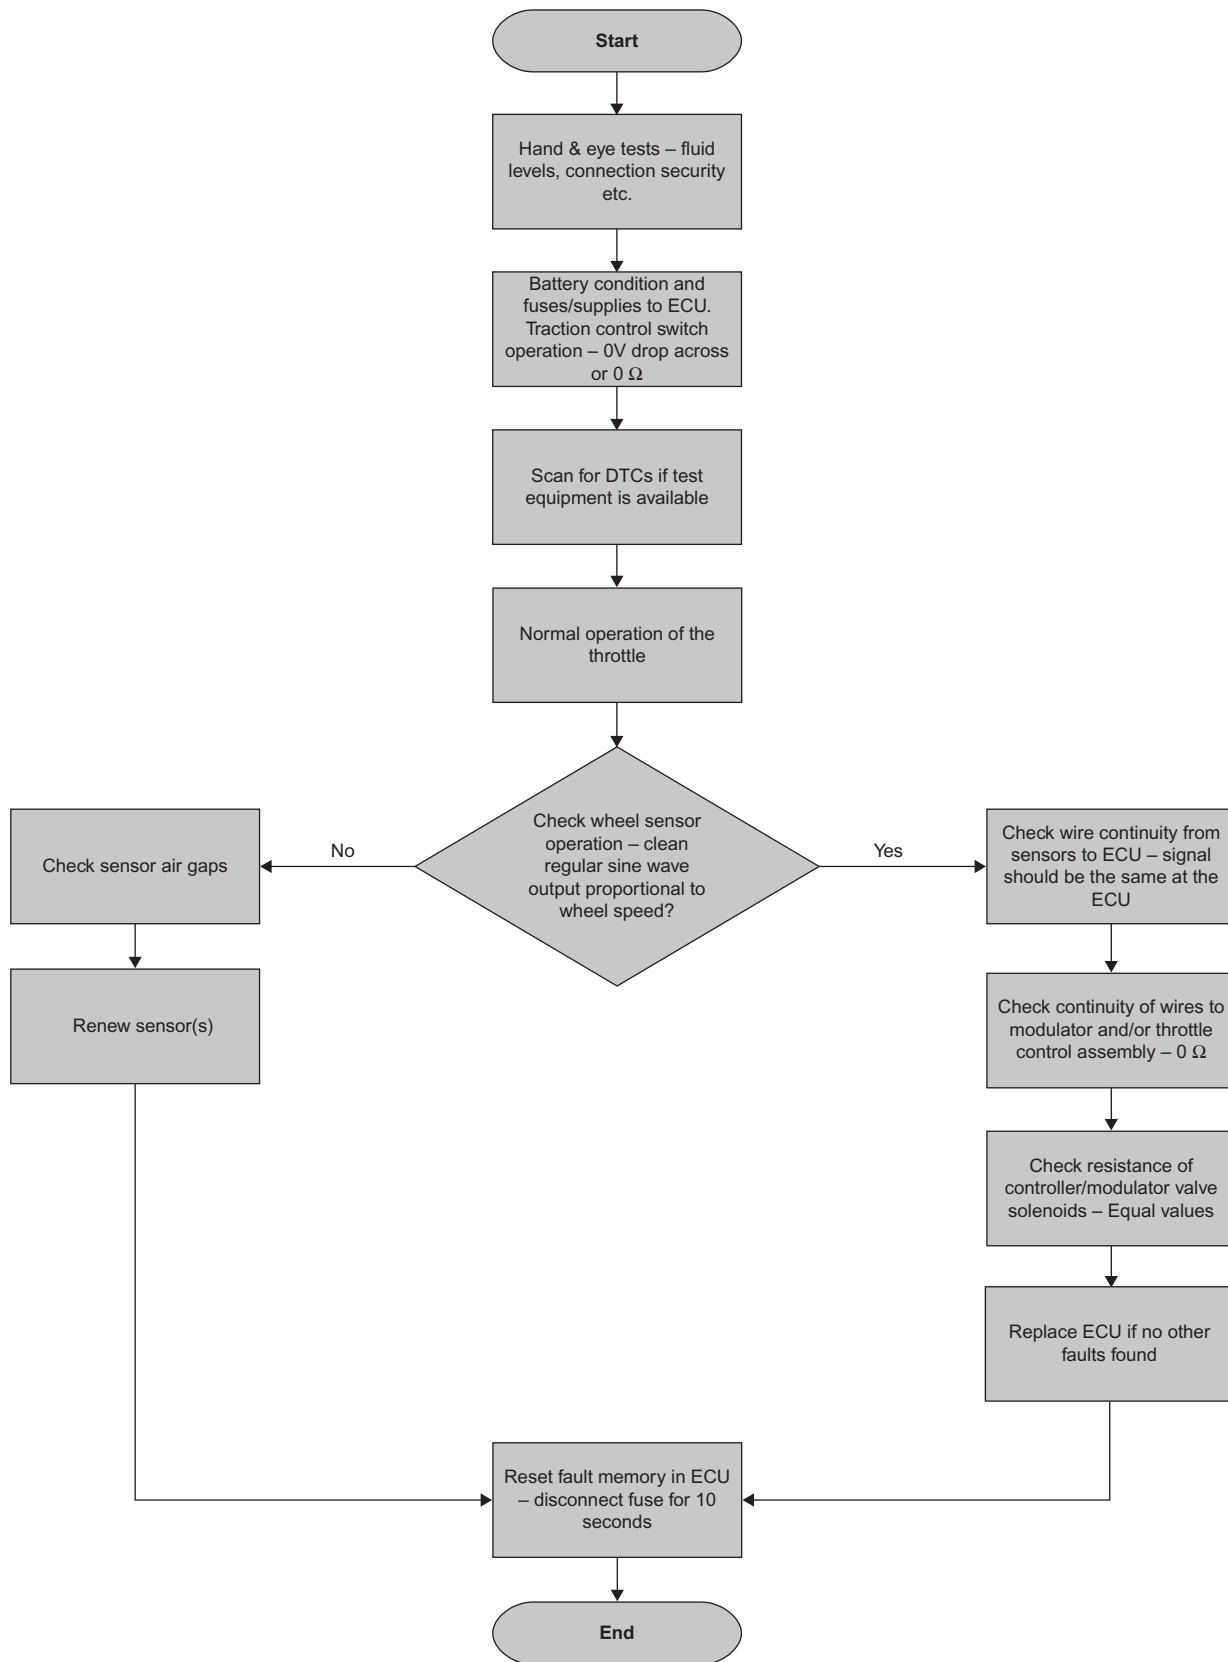 Start
Hand & eye tests – fluid
levels, connection security
etc.
Battery condition and
fuses/supplies to ECU.
Traction control switch
operation – 0V drop across
or 0 Ω
Scan for DTCs if test
equipment is available
Normal operation of the
throttle
Check wheel sensor
operation – clean
regular sine wave
output proportional to
wheel speed?
No
Check sensor air gaps
Renew sensor(s)
Yes
Check wire continuity from
sensors to ECU – signal
should be the same at the
ECU
Check continuity of wires to
modulator and/or throttle
control assembly – 0 Ω
Check resistance of
controller/modulator valve
solenoids – Equal values
Replace ECU if no other
faults found
Reset fault memory in ECU
– disconnect fuse for 10
seconds
End